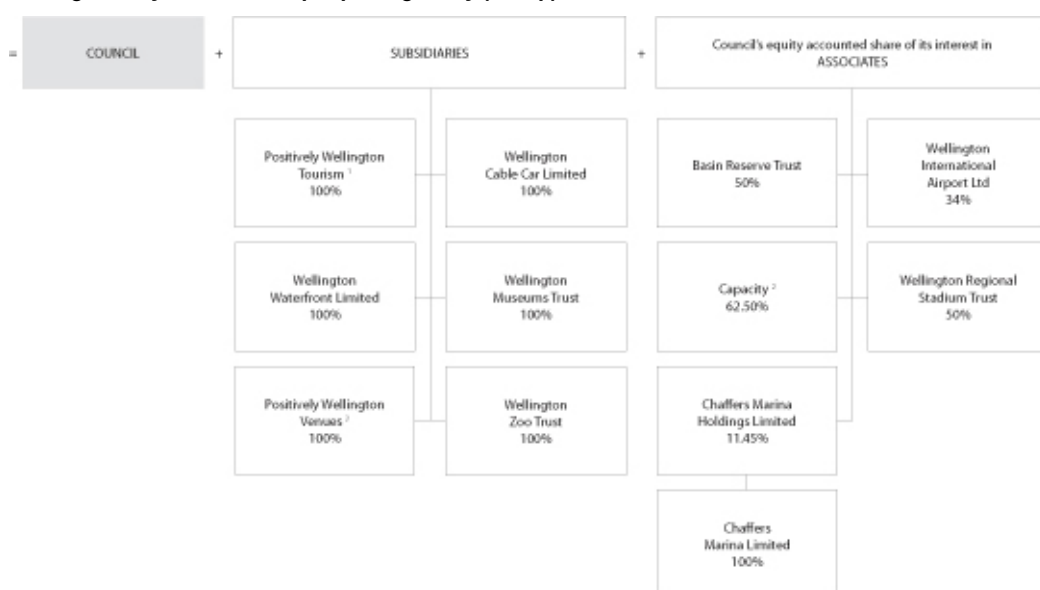 =
COUNCIL
+
SUBSIDIARIES
+
Council's equity accounted share of its interest in
ASSOCIATES
Positively Wellington
Tourism 1
100%
Wellington
Cable Car Limited
100%
Basin Reserve Trust
50%
Wellington
International
Airport Ltd
34%
Wellington
Waterfront Limited
100%
Wellington
Museums Trust
100%
Capacity 2
62.50%
Wellington Regional
Stadium Trust
50%
Positively Wellington
Venues 2
100%
Wellington
Zoo Trust
100%
Chaffers Marina
Holdings Limited
11.45%
Chaffers
Marina Limited
100%